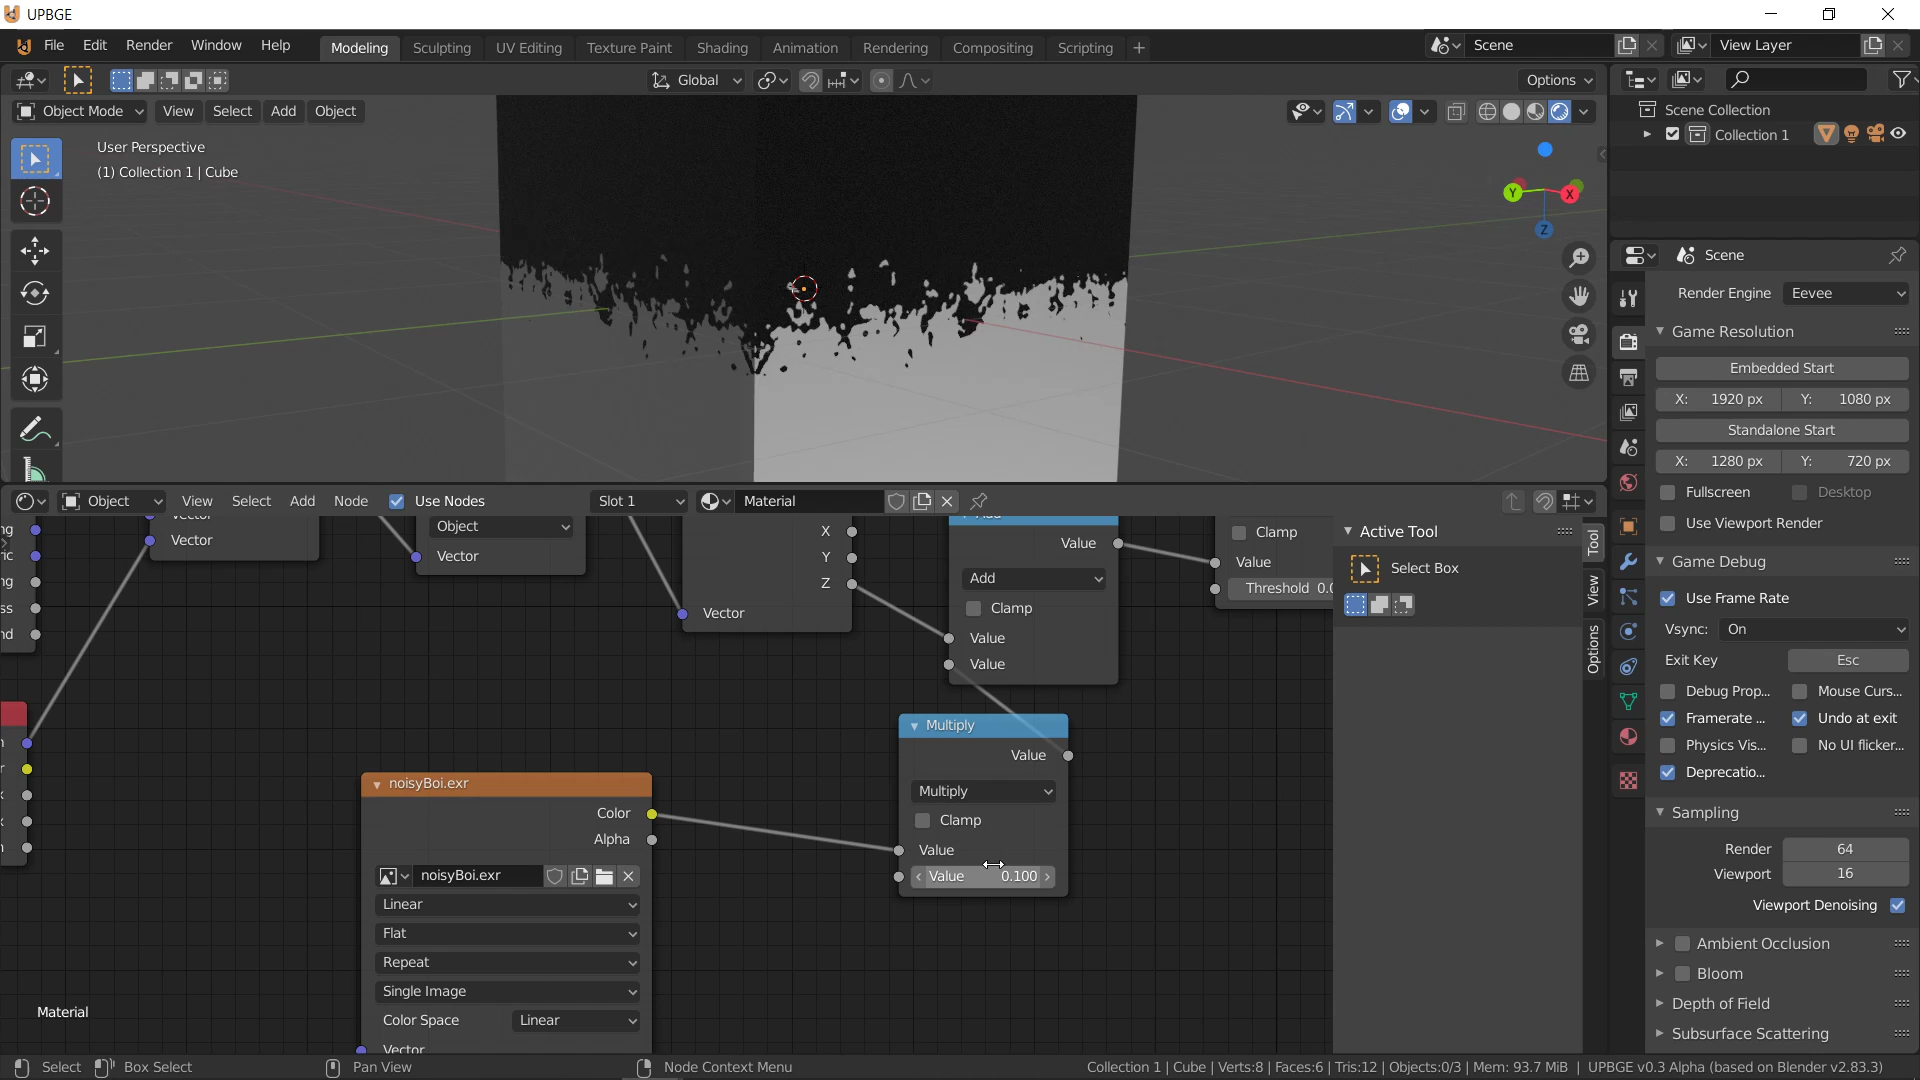 UPBGE
File Edit Render Window Help
Modeling Sculpting UV Editing Texture Paint Shading Animation Rendering Compositing Scripting +
Scene
View Layer
Global
Options
Object Mode View Select Add Object
User Perspective
(1) Collection 1 | Cube
Y X Z
Scene Collection
Collection 1
Scene
Render Engine Eevee
Game Resolution
Embedded Start
X: 1920 px Y: 1080 px
Standalone Start
X: 1280 px Y: 720 px
Fullscreen Desktop
Use Viewport Render
Game Debug
Use Frame Rate
Vsync: On
Exit Key Esc
Debug Prop... Mouse Curs...
Framerate ... Undo at exit
Physics Vis... No UI flicker...
Deprecatio...
Sampling
Render 64
Viewport 16
Viewport Denoising
Ambient Occlusion
Bloom
Depth of Field
Subsurface Scattering
Object View Select Add Node Use Nodes Slot 1 Material
Vector
Object
Vector
X
Y
Z
Vector
Value
Add
Clamp
Value
Value
Clamp
Value
Threshold 0.0
Active Tool
Select Box
Tool
View
Options
Multiply
Value
Multiply
Clamp
Value
Value 0.100
noisyBoi.exr
Color
Alpha
noisyBoi.exr
Linear
Flat
Repeat
Single Image
Color Space Linear
Vector
Material
Select Box Select Pan View Node Context Menu
Collection 1 | Cube | Verts:8 | Faces:6 | Tris:12 | Objects:0/3 | Mem: 93.7 MiB | UPBGE v0.3 Alpha (based on Blender v2.83.3)